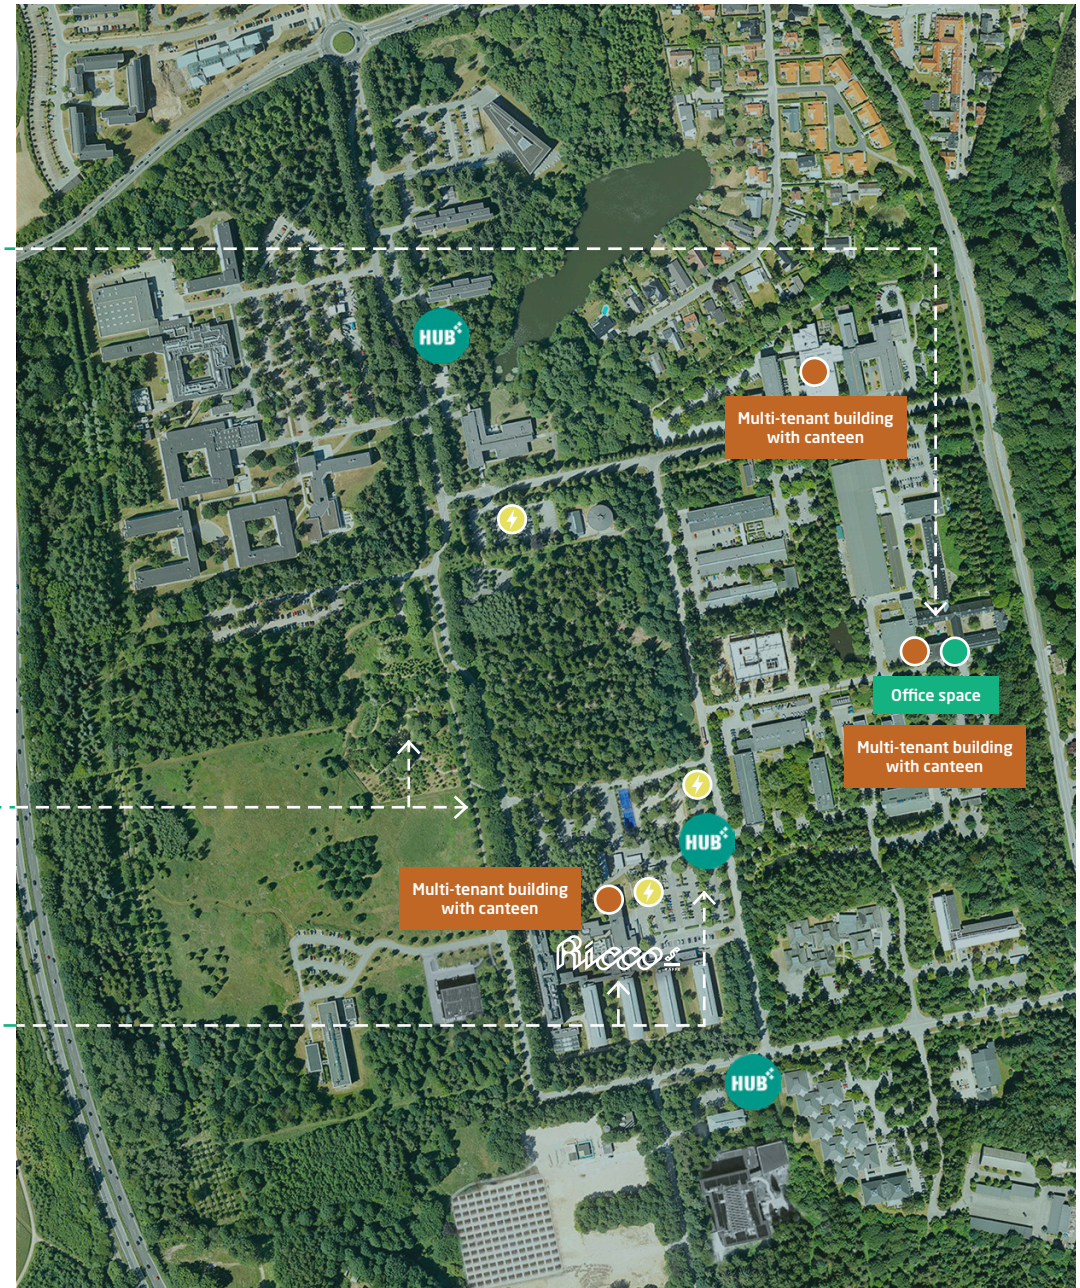 HUB
Multi-tenant building
with canteen
Office space
Multi-tenant building
with canteen
HUB
Multi-tenant building
with canteen
Ricco's
HUB